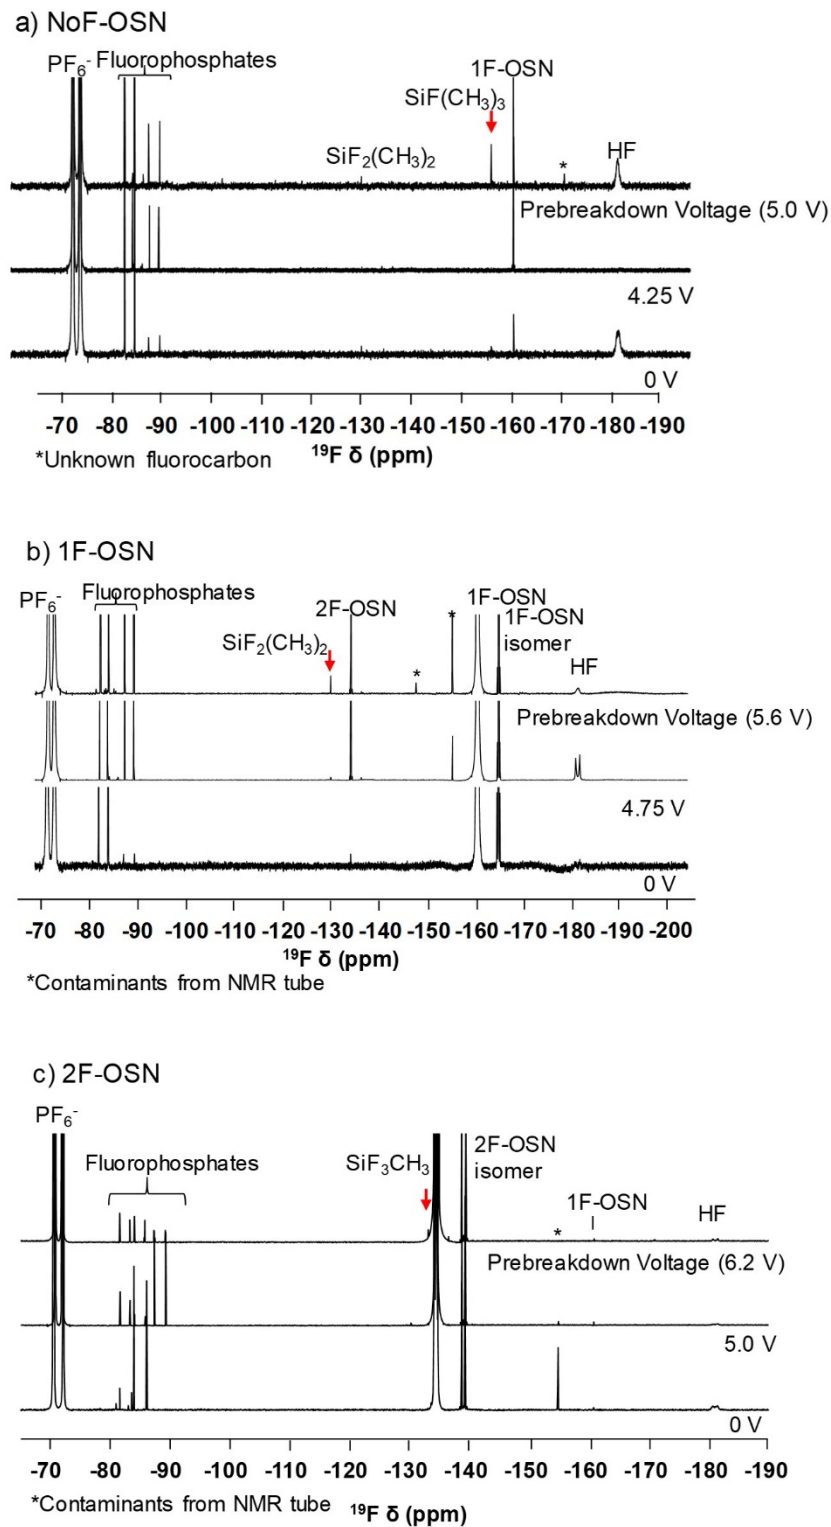 a) NoF-OSN
PF₆⁻ Fluorophosphates
1F-OSN
SiF(CH₃)₃
SiF₂(CH₃)₂
*
HF
Prebreakdown Voltage (5.0 V)
4.25 V
0 V
-70 -80 -90 -100 -110 -120 -130 -140 -150 -160 -170 -180 -190
*Unknown fluorocarbon
¹⁹F δ (ppm)
b) 1F-OSN
PF₆⁻ Fluorophosphates
2F-OSN
1F-OSN
1F-OSN
isomer
SiF₂(CH₃)₂
*
*
HF
Prebreakdown Voltage (5.6 V)
4.75 V
0 V
-70 -80 -90 -100 -110 -120 -130 -140 -150 -160 -170 -180 -190 -200
¹⁹F δ (ppm)
*Contaminants from NMR tube
c) 2F-OSN
PF₆⁻
Fluorophosphates
SiF₃CH₃
2F-OSN
isomer
1F-OSN
*
HF
Prebreakdown Voltage (6.2 V)
5.0 V
0 V
*
-70 -80 -90 -100 -110 -120 -130 -140 -150 -160 -170 -180 -190
*Contaminants from NMR tube
¹⁹F δ (ppm)